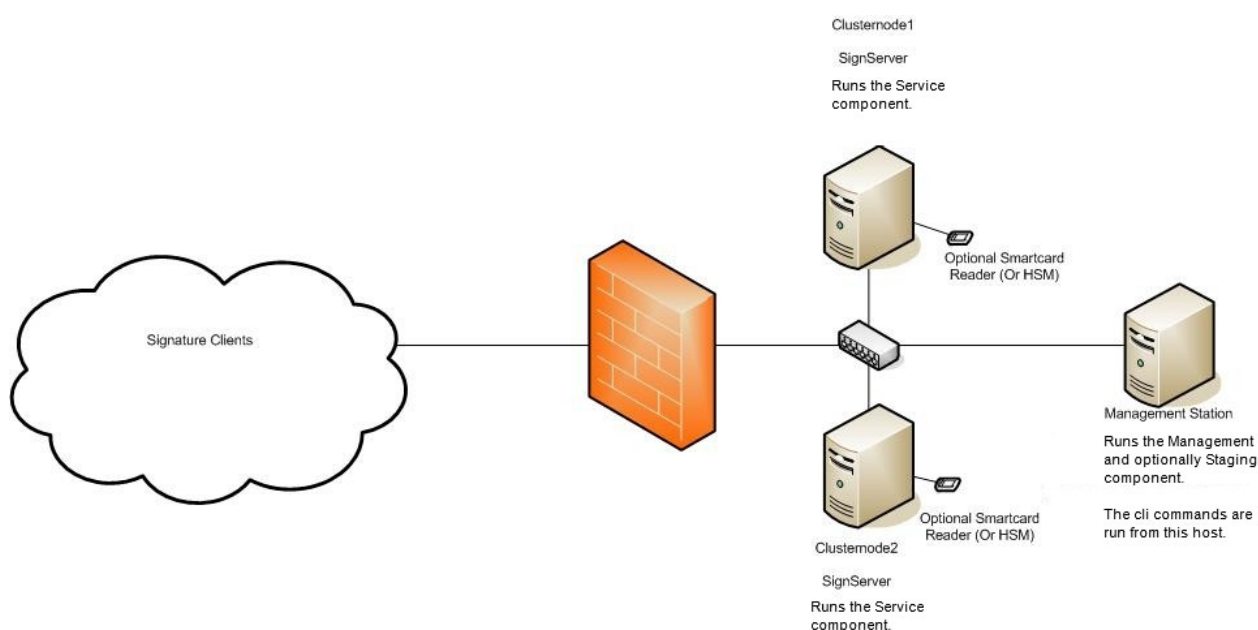 Clusternode1
SignServer
Runs the Service
component.
Optional Smartcard
Reader (Or HSM)
Signature Clients
Management Station
Runs the Management
and optionally Staging
component.
The cli commands are
run from this host.
Optional Smartcard
Reader (Or HSM)
Clusternode2
SignServer
Runs the Service
component.